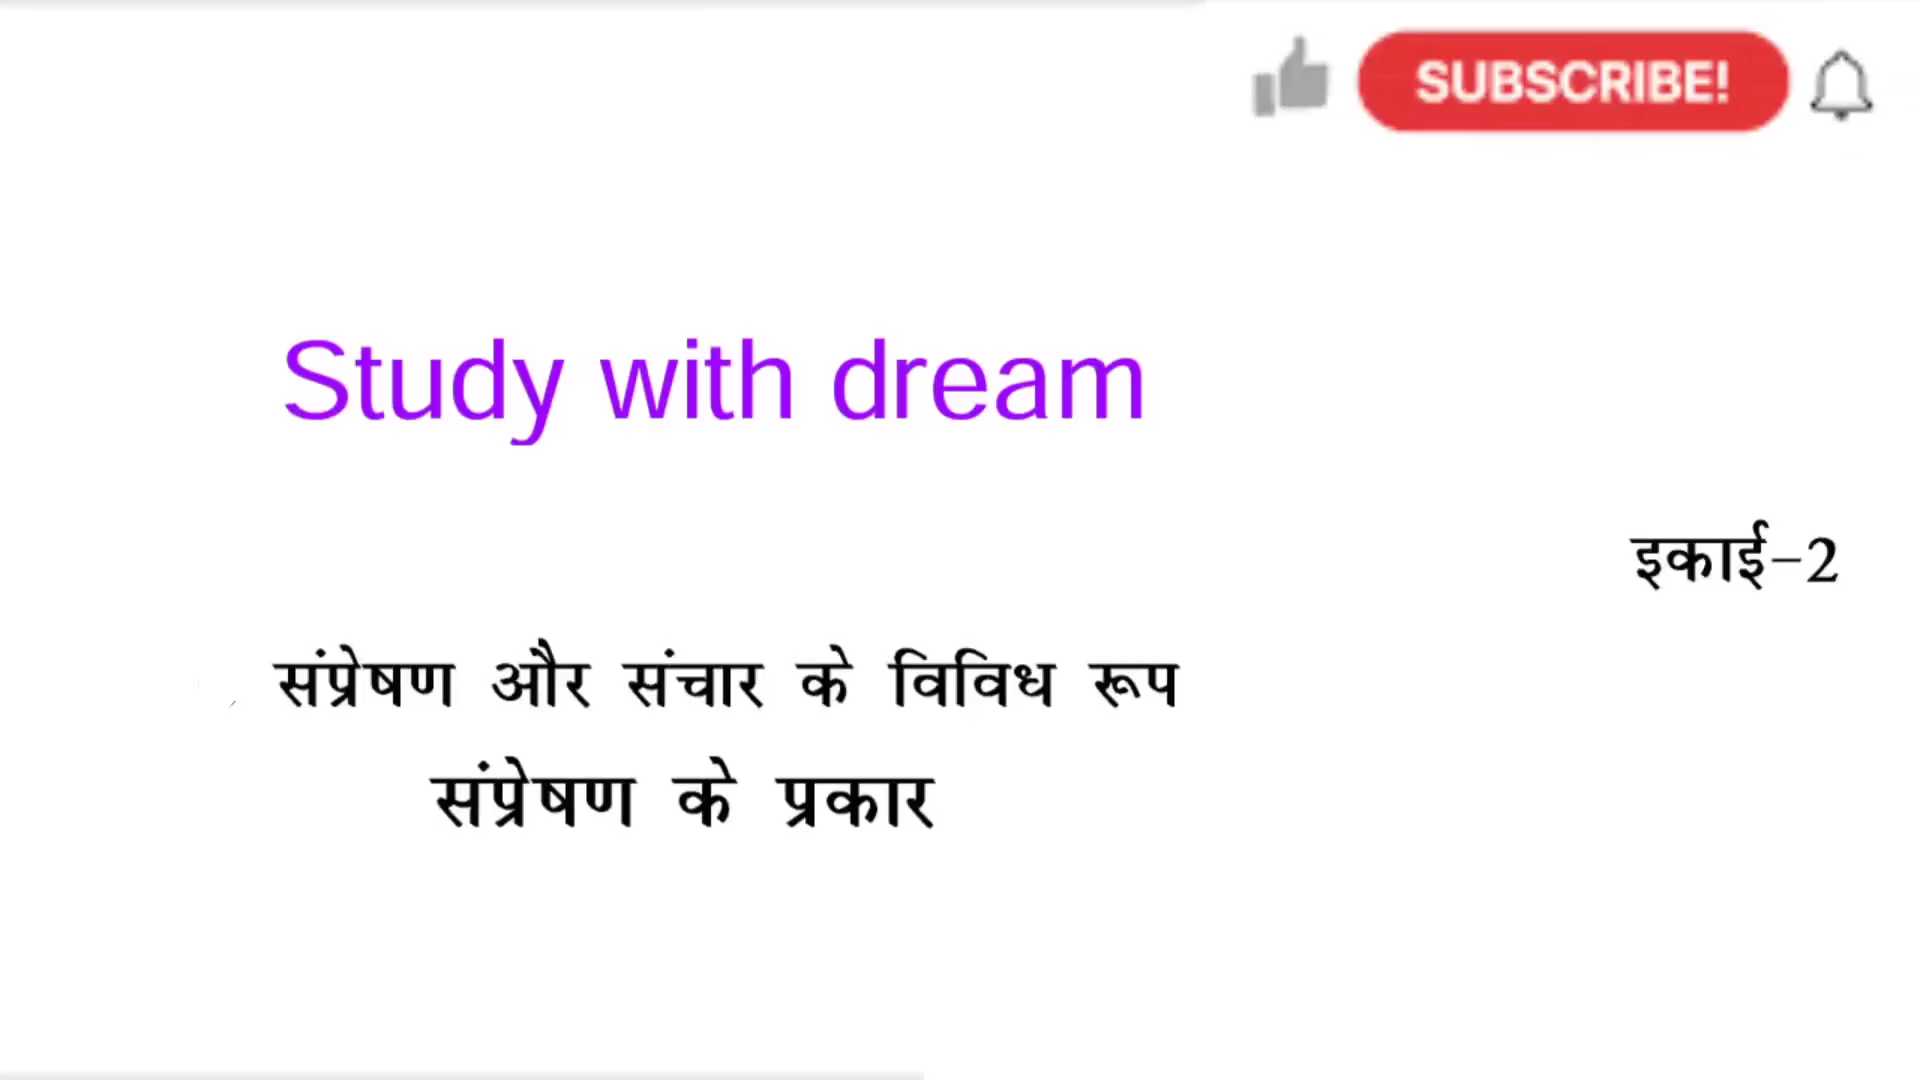 SUBSCRIBE!
Study with dream
इकाई-2
संप्रेषण और संचार के विविध रूप
संप्रेषण के प्रकार